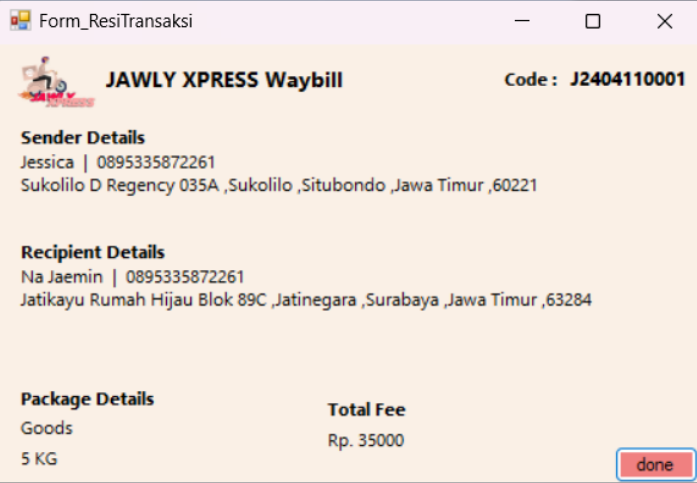 Form_ResiTransaksi
JAWLY XPRESS Waybill
Code : J2404110001
Sender Details
Jessica | 0895335872261
Sukolilo D Regency 035A ,Sukolilo ,Situbondo ,Jawa Timur ,60221
Recipient Details
Na Jaemin | 0895335872261
Jatikayu Rumah Hijau Blok 89C ,Jatinegara ,Surabaya ,Jawa Timur ,63284
Package Details
Goods
5 KG
Total Fee
Rp. 35000
done